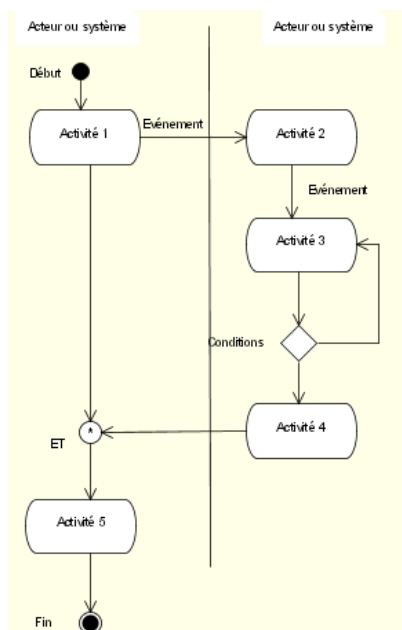 Acteur ou système
Acteur ou système
Début
Activité 1
Evénement
Activité 2
Evénement
Activité 3
Conditions
Activité 4
*
ET
Activité 5
Fin